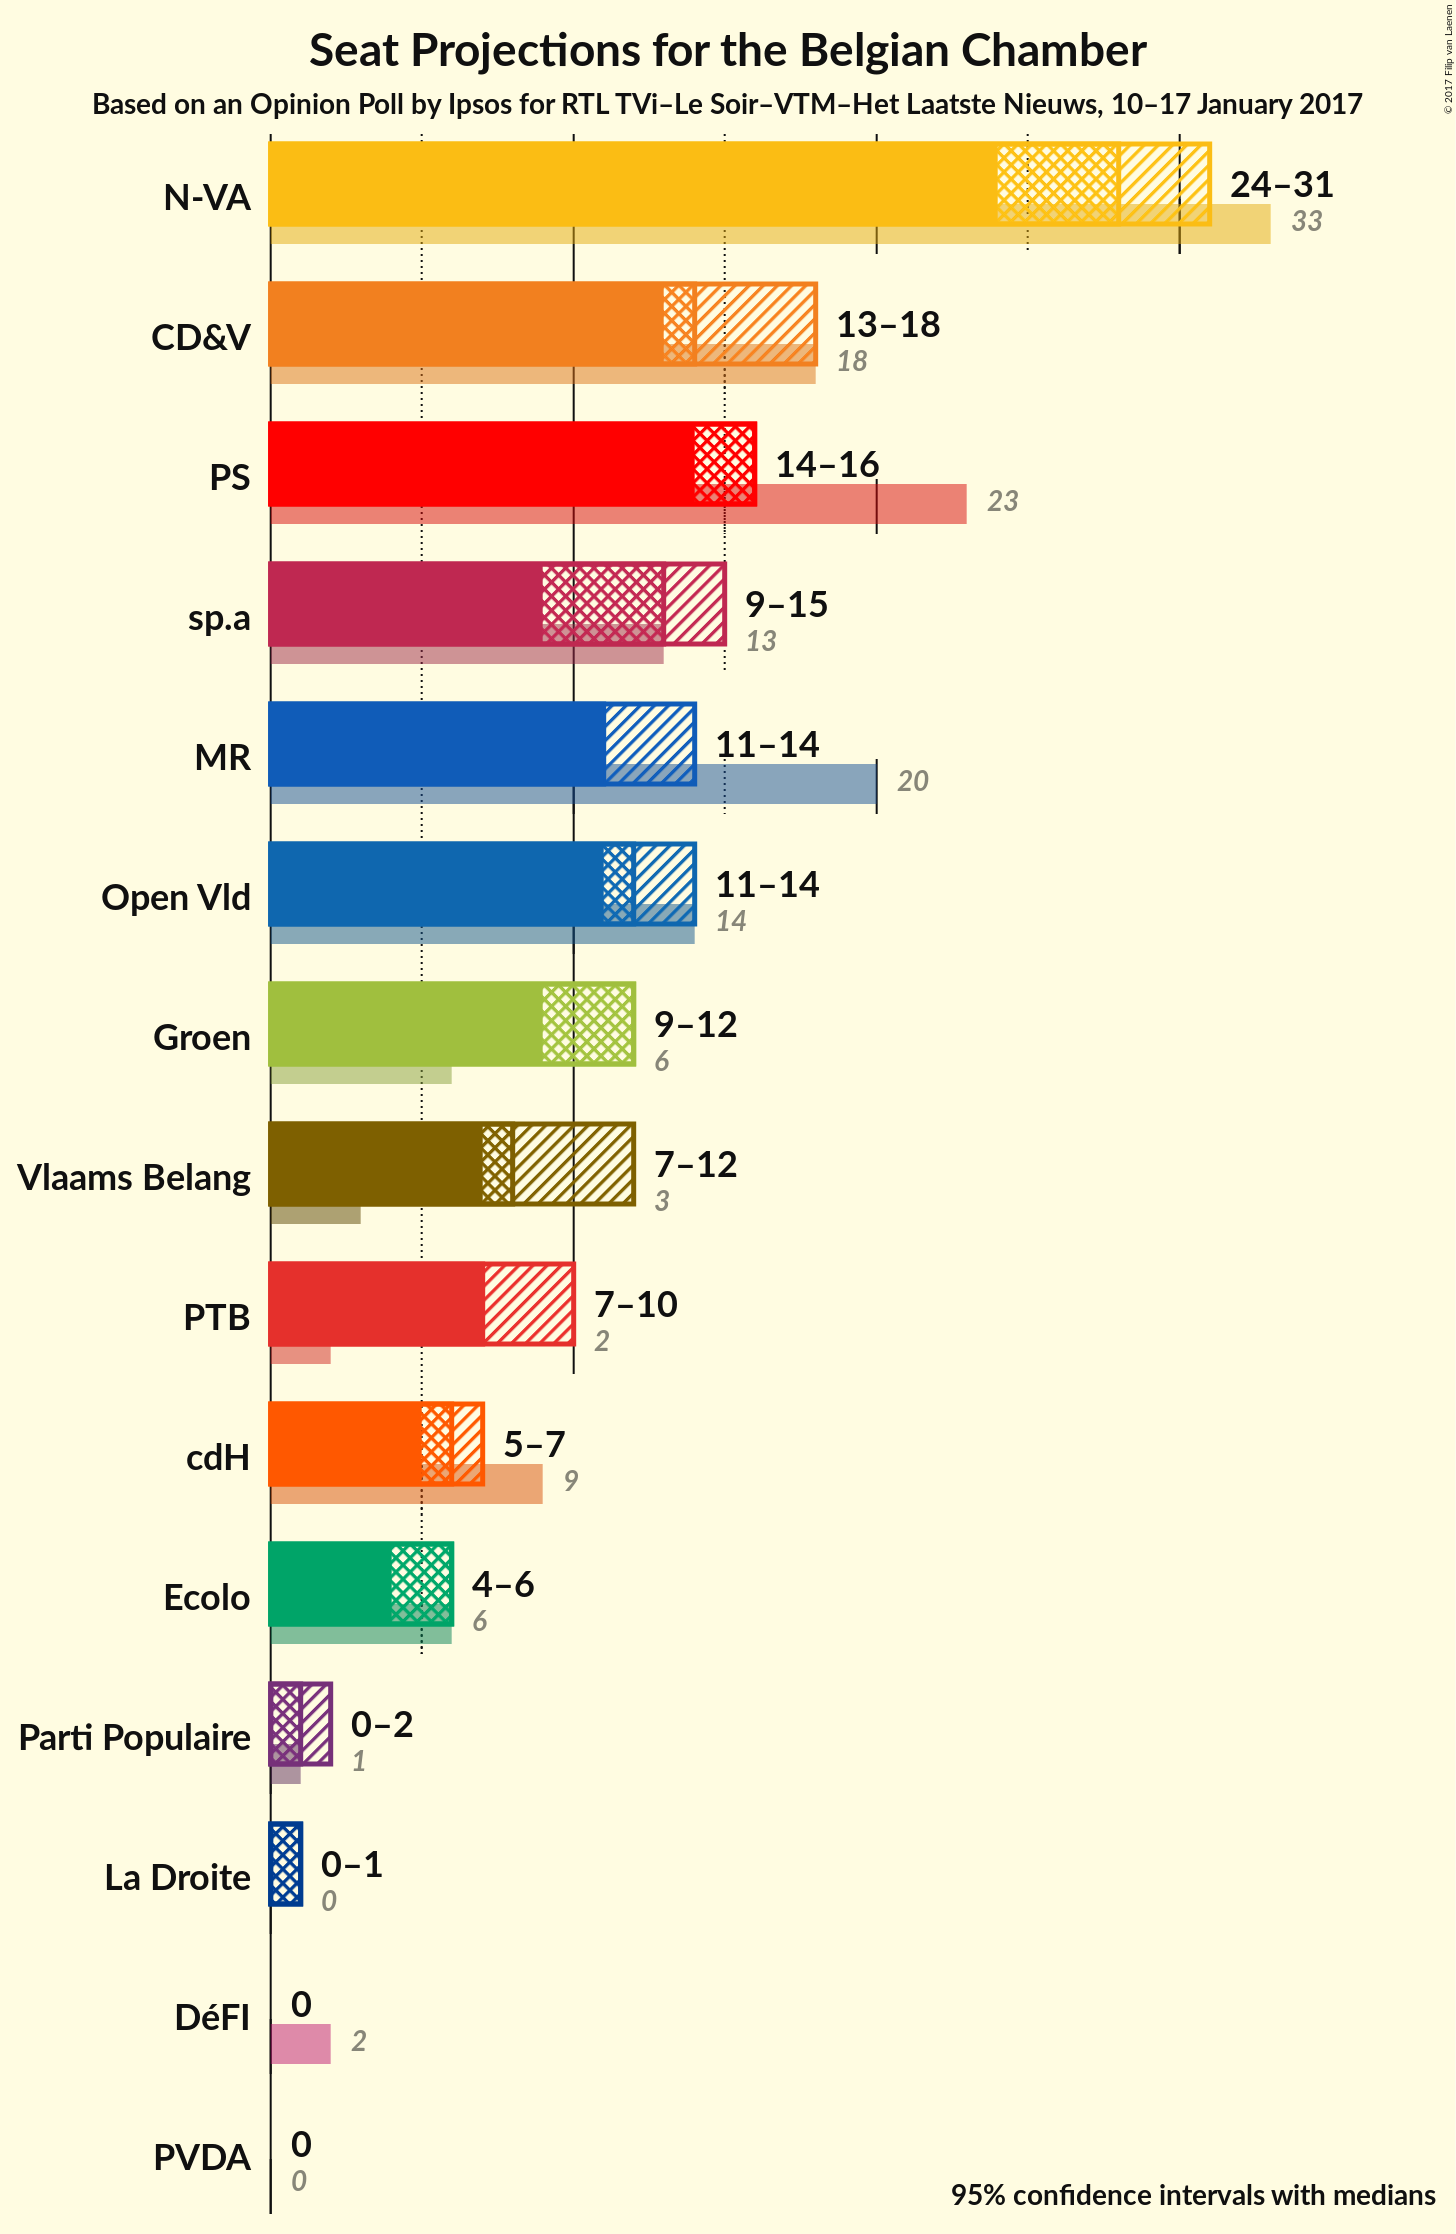 Seat Projections for the Belgian Chamber
Based on an Opinion Poll by Ipsos for RTL TVi–Le Soir–VTM–Het Laatste Nieuws, 10–17 January 2017
© 2017 Filip van Laenen
N-VA
24–31
33
CD&V
13–18
18
PS
14–16
23
sp.a
9–15
13
MR
11–14
20
Open Vld
11–14
14
Groen
9–12
6
Vlaams Belang
7–12
3
PTB
7–10
2
cdH
5–7
9
Ecolo
4–6
6
Parti Populaire
0–2
1
La Droite
0–1
0
DéFI
0
2
PVDA
0
0
95% confidence intervals with medians